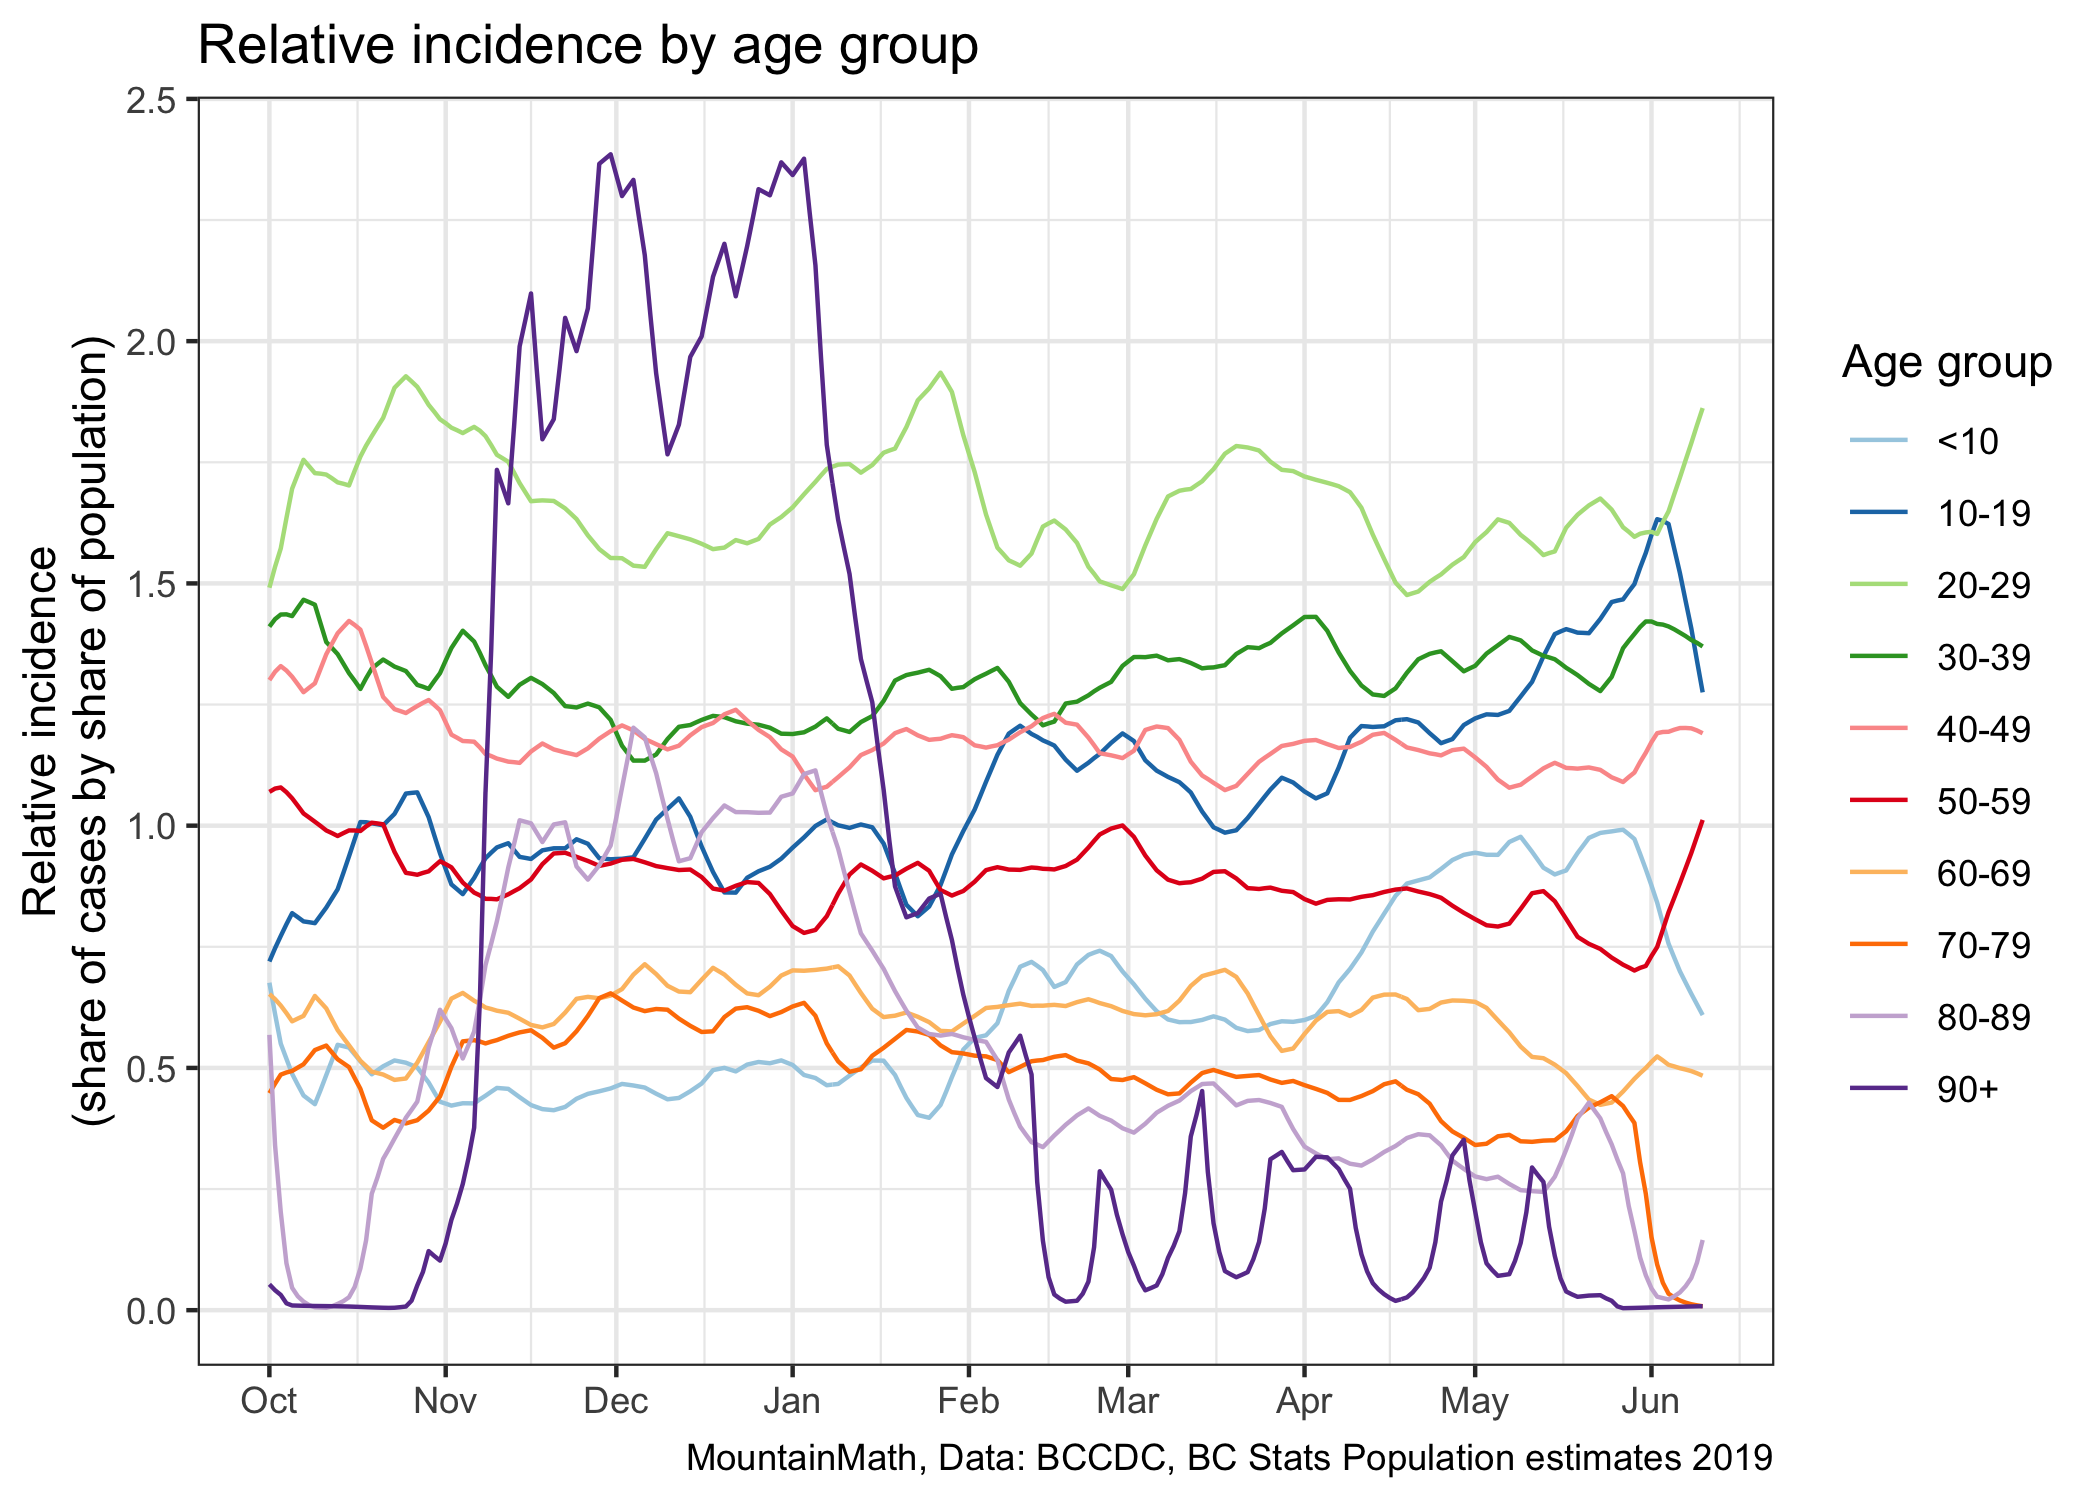 Relative incidence by age group
Relative incidence
(share of cases by share of population)
2.5
2.0
1.5
1.0
0.5
0.0
Oct Nov Dec Jan Feb Mar Apr May Jun
Age group
<10
10-19
20-29
30-39
40-49
50-59
60-69
70-79
80-89
90+
MountainMath, Data: BCCDC, BC Stats Population estimates 2019